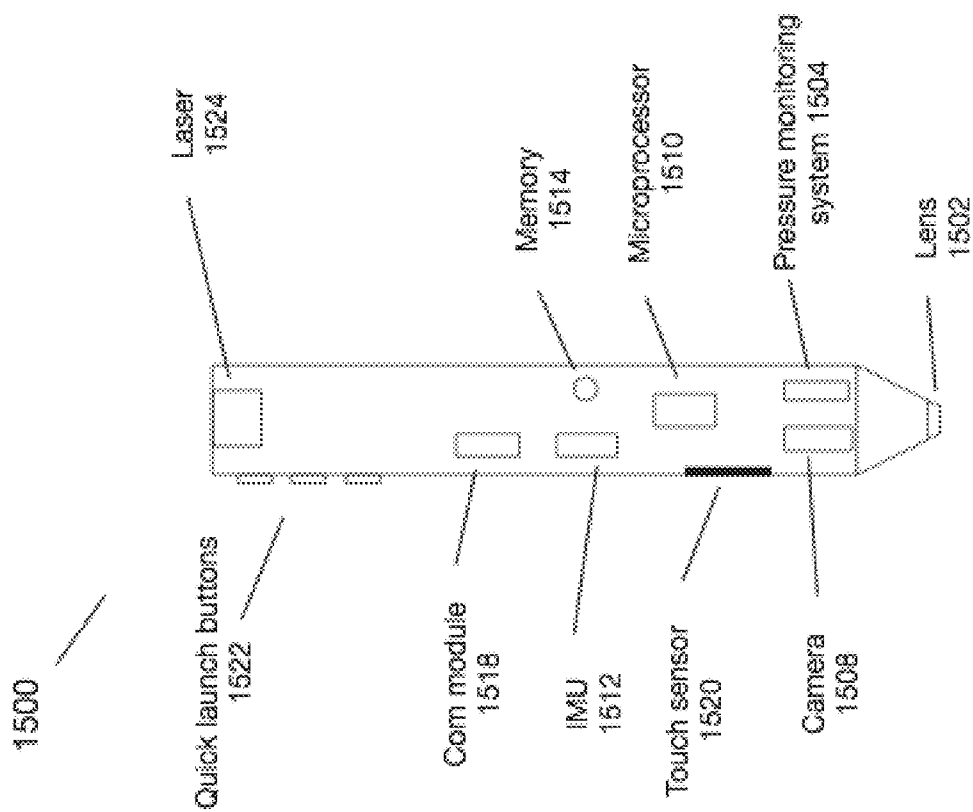 1500
Laser
1524
Quick launch buttons
1522
Com module
1518
Memory
1514
IMU
1512
Microprocessor
1510
Touch sensor
1520
Pressure monitoring
system 1504
Camera
1508
Lens
1502